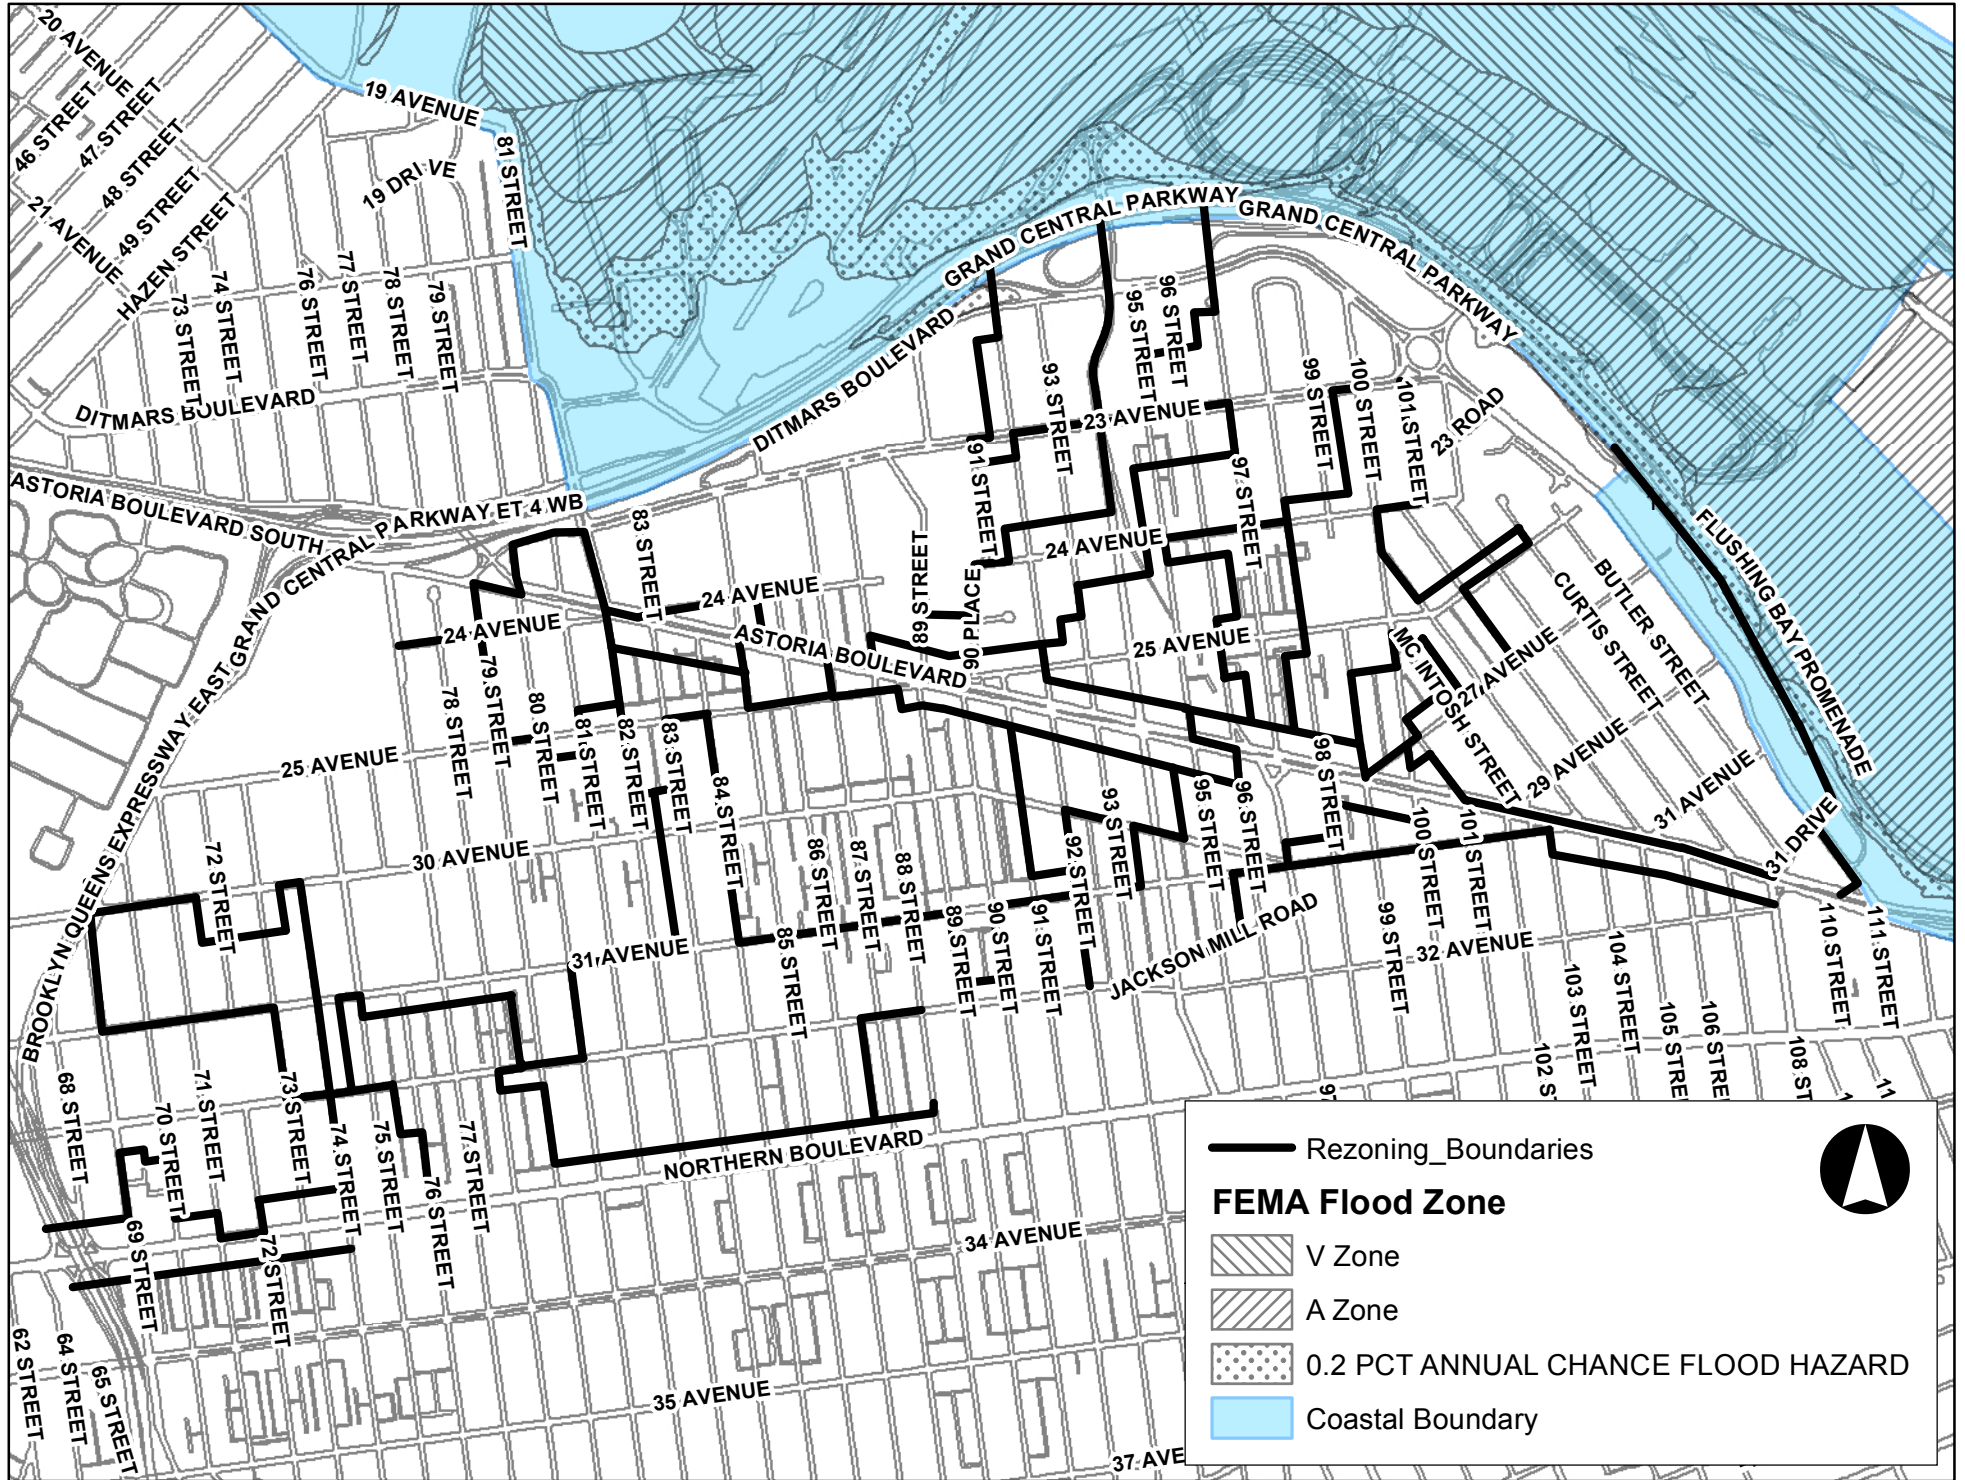 20 AVENUE
46 STREET
47 STREET
48 STREET
49 STREET
21 AVENUE
HAZEN STREET
19 AVENUE
19 DRIVE
81 STREET
73 STREET
74 STREET
76 STREET
77 STREET
78 STREET
79 STREET
DITMARS BOULEVARD
ASTORIA BOULEVARD SOUTH
GRAND CENTRAL PARKWAY ET 4 WB
BROOKLYN QUEENS EXPRESSWAY EAST
DITMARS BOULEVARD
GRAND CENTRAL PARKWAY
GRAND CENTRAL PARKWAY
95 STREET
96 STREET
93 STREET
23 AVENUE
99 STREET
100 STREET
101 STREET
23 ROAD
91 STREET
97 STREET
24 AVENUE
83 STREET
24 AVENUE
24 AVENUE
89 STREET
90 PLACE
25 AVENUE
ASTORIA BOULEVARD
FLUSHING BAY PROMENADE
BUTLER STREET
CURTIS STREET
MC INTOSH STREET
27 AVENUE
29 AVENUE
31 AVENUE
31 DRIVE
78 STREET
79 STREET
80 STREET
81 STREET
82 STREET
83 STREET
84 STREET
25 AVENUE
30 AVENUE
72 STREET
31 AVENUE
85 STREET
86 STREET
87 STREET
88 STREET
89 STREET
90 STREET
91 STREET
92 STREET
93 STREET
95 STREET
96 STREET
98 STREET
100 STREET
101 STREET
JACKSON MILL ROAD
99 STREET
32 AVENUE
102 S
103 STREET
104 STREET
105 STREE
106 STREE
108 ST
110 STREET
111 STREET
11
68 STREET
70 STREET
71 STREET
73 STREET
74 STREET
75 STREET
76 STREET
77 STREET
69 STREET
72 STREET
NORTHERN BOULEVARD
34 AVENUE
35 AVENUE
37 AVE
62 STREET
64 STREET
65 STREET
Rezoning_Boundaries
FEMA Flood Zone
V Zone
A Zone
0.2 PCT ANNUAL CHANCE FLOOD HAZARD
Coastal Boundary